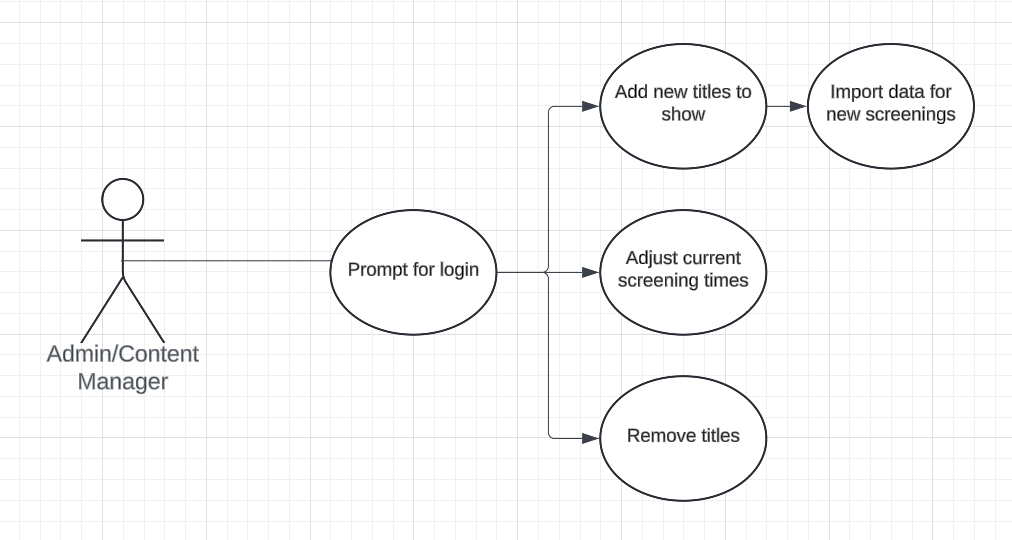 Add new titles to
show
Import data for
new screenings
Prompt for login
Adjust current
screening times
Admin/Content
Manager
Remove titles